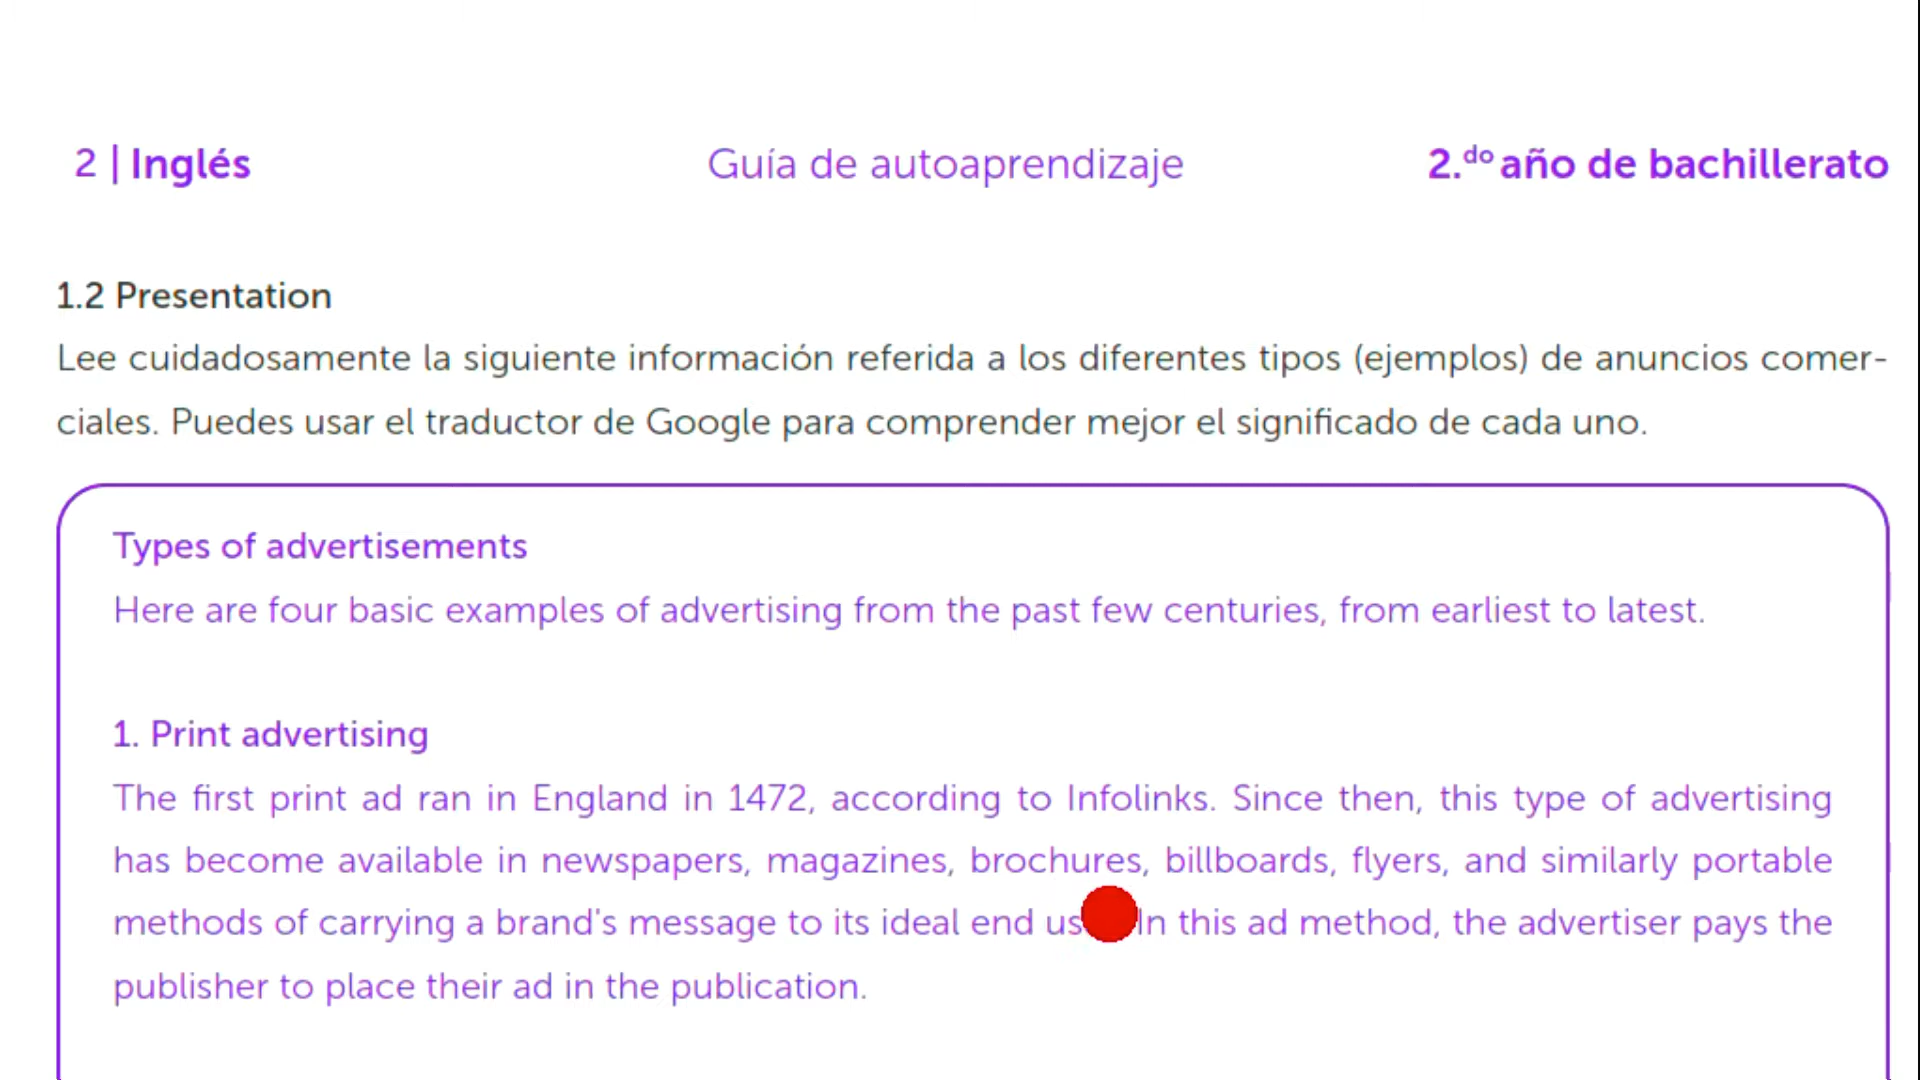 2 | Inglés
Guía de autoaprendizaje
2.do año de bachillerato
1.2 Presentation
Lee cuidadosamente la siguiente información referida a los diferentes tipos (ejemplos) de anuncios comer-
ciales. Puedes usar el traductor de Google para comprender mejor el significado de cada uno.
Types of advertisements
Here are four basic examples of advertising from the past few centuries, from earliest to latest.
1. Print advertising
The first print ad ran in England in 1472, according to Infolinks. Since then, this type of advertising
has become available in newspapers, magazines, brochures, billboards, flyers, and similarly portable
methods of carrying a brand's message to its ideal end In this ad method, the advertiser pays the
publisher to place their ad in the publication.